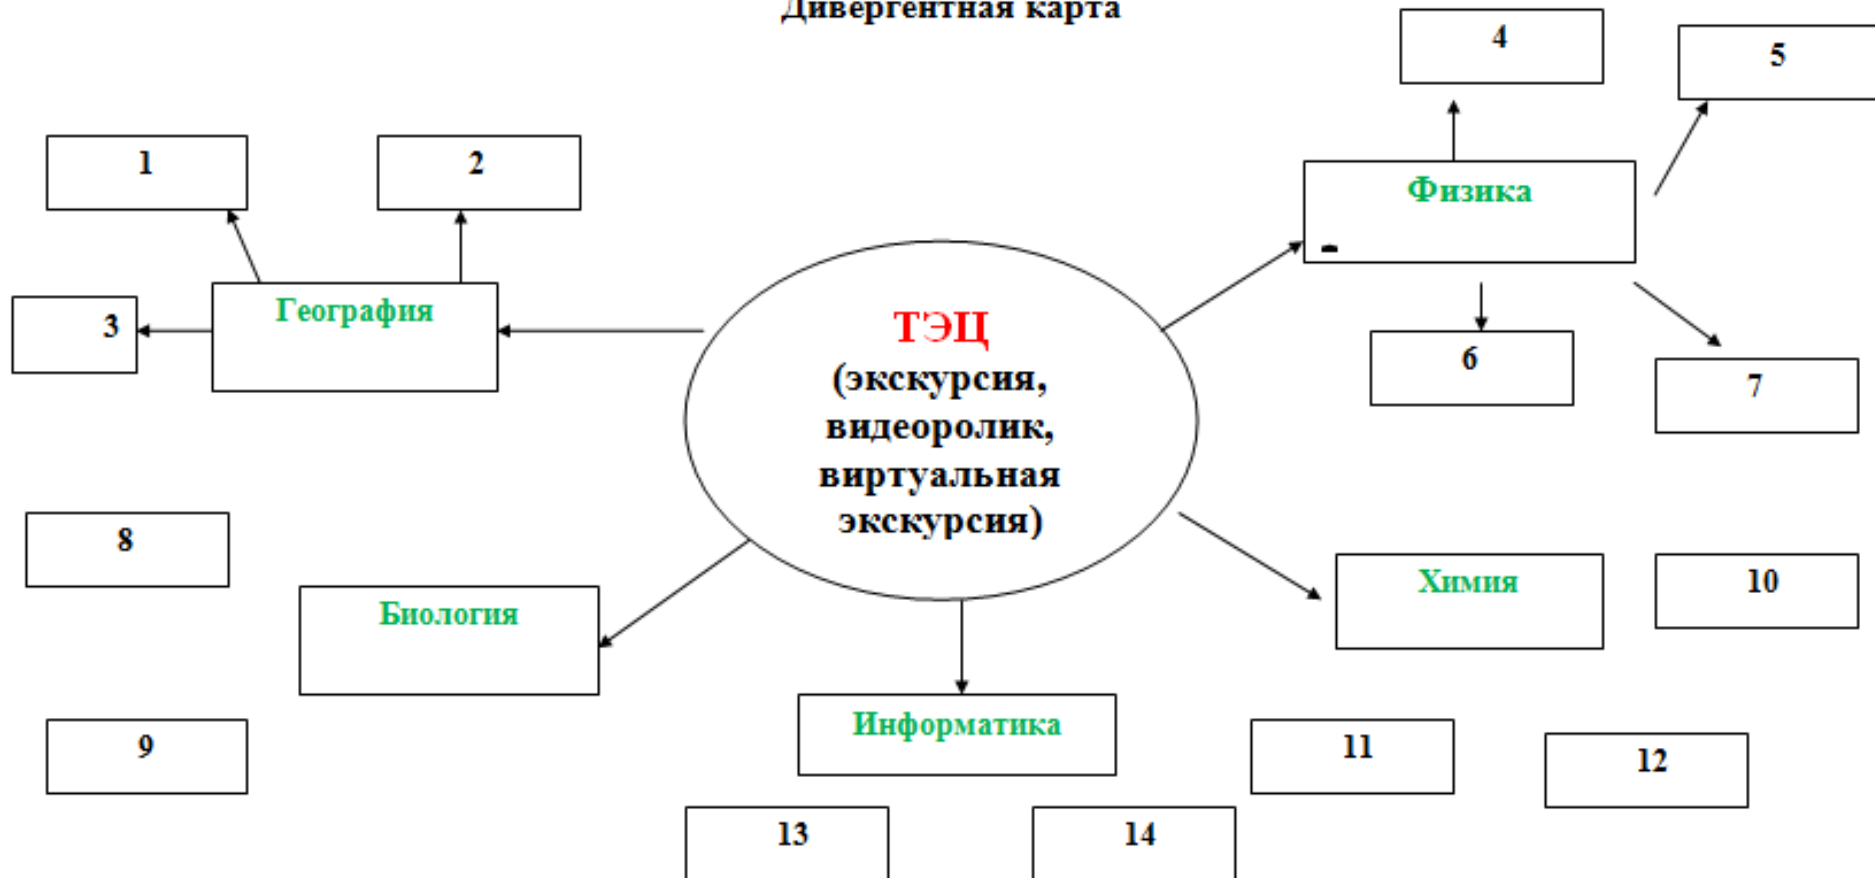 Дивергентная карта
4
5
1
2
Физика
-
География
3
ТЭЦ
(экскурсия,
видеоролик,
виртуальная
экскурсия)
6
7
8
Биология
Химия
10
9
Информатика
11
12
13
14